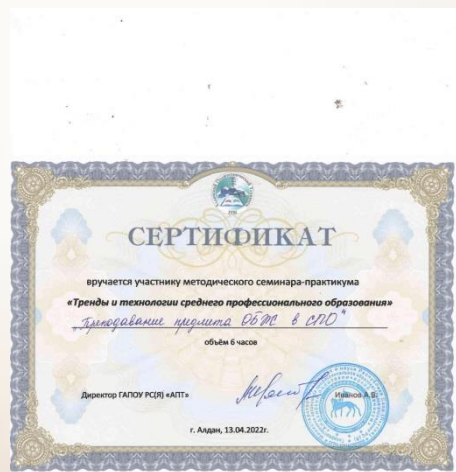 СЕРТИФИКАТ
вручается участнику методического семинара-практикума
«Тренды и технологии среднего профессионального образования»
„Преподавание предмета ОБЖ в СПО"
объём 6 часов
Директор ГАПОУ РС(Я) «АПТ»
Иванов А.В.
г. Алдан, 13.04.2022г.